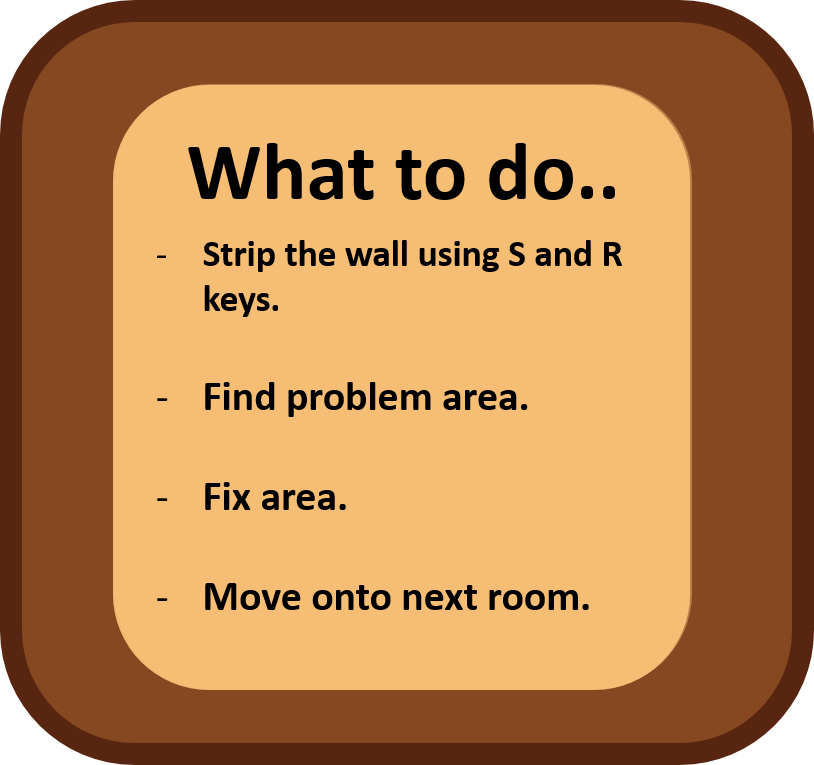 What to do..
- Strip the wall using S and R
keys.
- Find problem area.
- Fix area.
- Move onto next room.